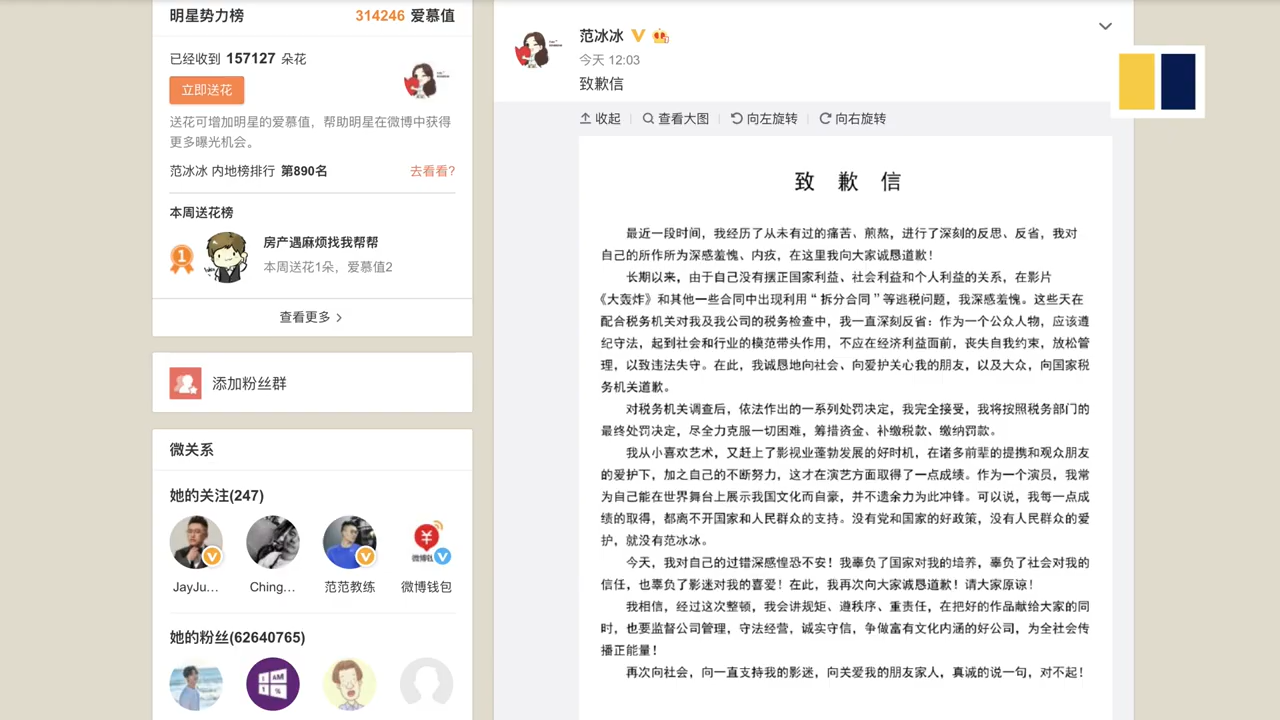 明星势力榜 314246 爱慕值
已经收到 157127 朵花
立即送花
送花可增加明星的爱慕值，帮助明星在微博中获得
更多曝光机会。
范冰冰 内地榜排行 第890名 去看看?
本周送花榜
1
房产遇麻烦找我帮帮
本周送花1朵，爱慕值2
查看更多 >
添加粉丝群
微关系
她的关注(247)
JayJu...
Ching...
范范教练
微博钱包
她的粉丝(62640765)
I AM
1 %
范冰冰
今天 12:03
致歉信
收起 查看大图 向左旋转 向右旋转
致 歉 信
最近一段时间，我经历了从未有过的痛苦、煎熬，进行了深刻的反思、反省，我对
自己的所作所为深感羞愧、内疚，在这里我向大家诚恳道歉！
长期以来，由于自己没有摆正国家利益、社会利益和个人利益的关系，在影片
《大轰炸》和其他一些合同中出现利用“拆分合同”等逃税问题，我深感羞愧。这些天在
配合税务机关对我及我公司的税务检查中，我一直深刻反省：作为一个公众人物，应该遵
纪守法，起到社会和行业的模范带头作用，不应在经济利益面前，丧失自我约束，放松管
理，以致违法失守。在此，我诚恳地向社会、向爱护关心我的朋友，以及大众，向国家税
务机关道歉。
对税务机关调查后，依法作出的一系列处罚决定，我完全接受，我将按照税务部门的
最终处罚决定，尽全力克服一切困难，筹措资金、补缴税款、缴纳罚款。
我从小喜欢艺术，又赶上了影视业蓬勃发展的好时机，在诸多前辈的提携和观众朋友
的爱护下，加之自己的不断努力，这才在演艺方面取得了一点成绩。作为一个演员，我常
为自己能在世界舞台上展示我国文化而自豪，并不遗余力为此冲锋。可以说，我每一点成
绩的取得，都离不开国家和人民群众的支持。没有党和国家的好政策，没有人民群众的爱
护，就没有范冰冰。
今天，我对自己的过错深感惶恐不安！我辜负了国家对我的培养，辜负了社会对我的
信任，也辜负了影迷对我的喜爱！在此，我再次向大家诚恳道歉！请大家原谅！
我相信，经过这次整顿，我会讲规矩、遵秩序、重责任，在把好的作品献给大家的同
时，也要监督公司管理，守法经营，诚实守信，争做富有文化内涵的好公司，为全社会传
播正能量！
再次向社会，向一直支持我的影迷，向关爱我的朋友家人，真诚的说一句，对不起！